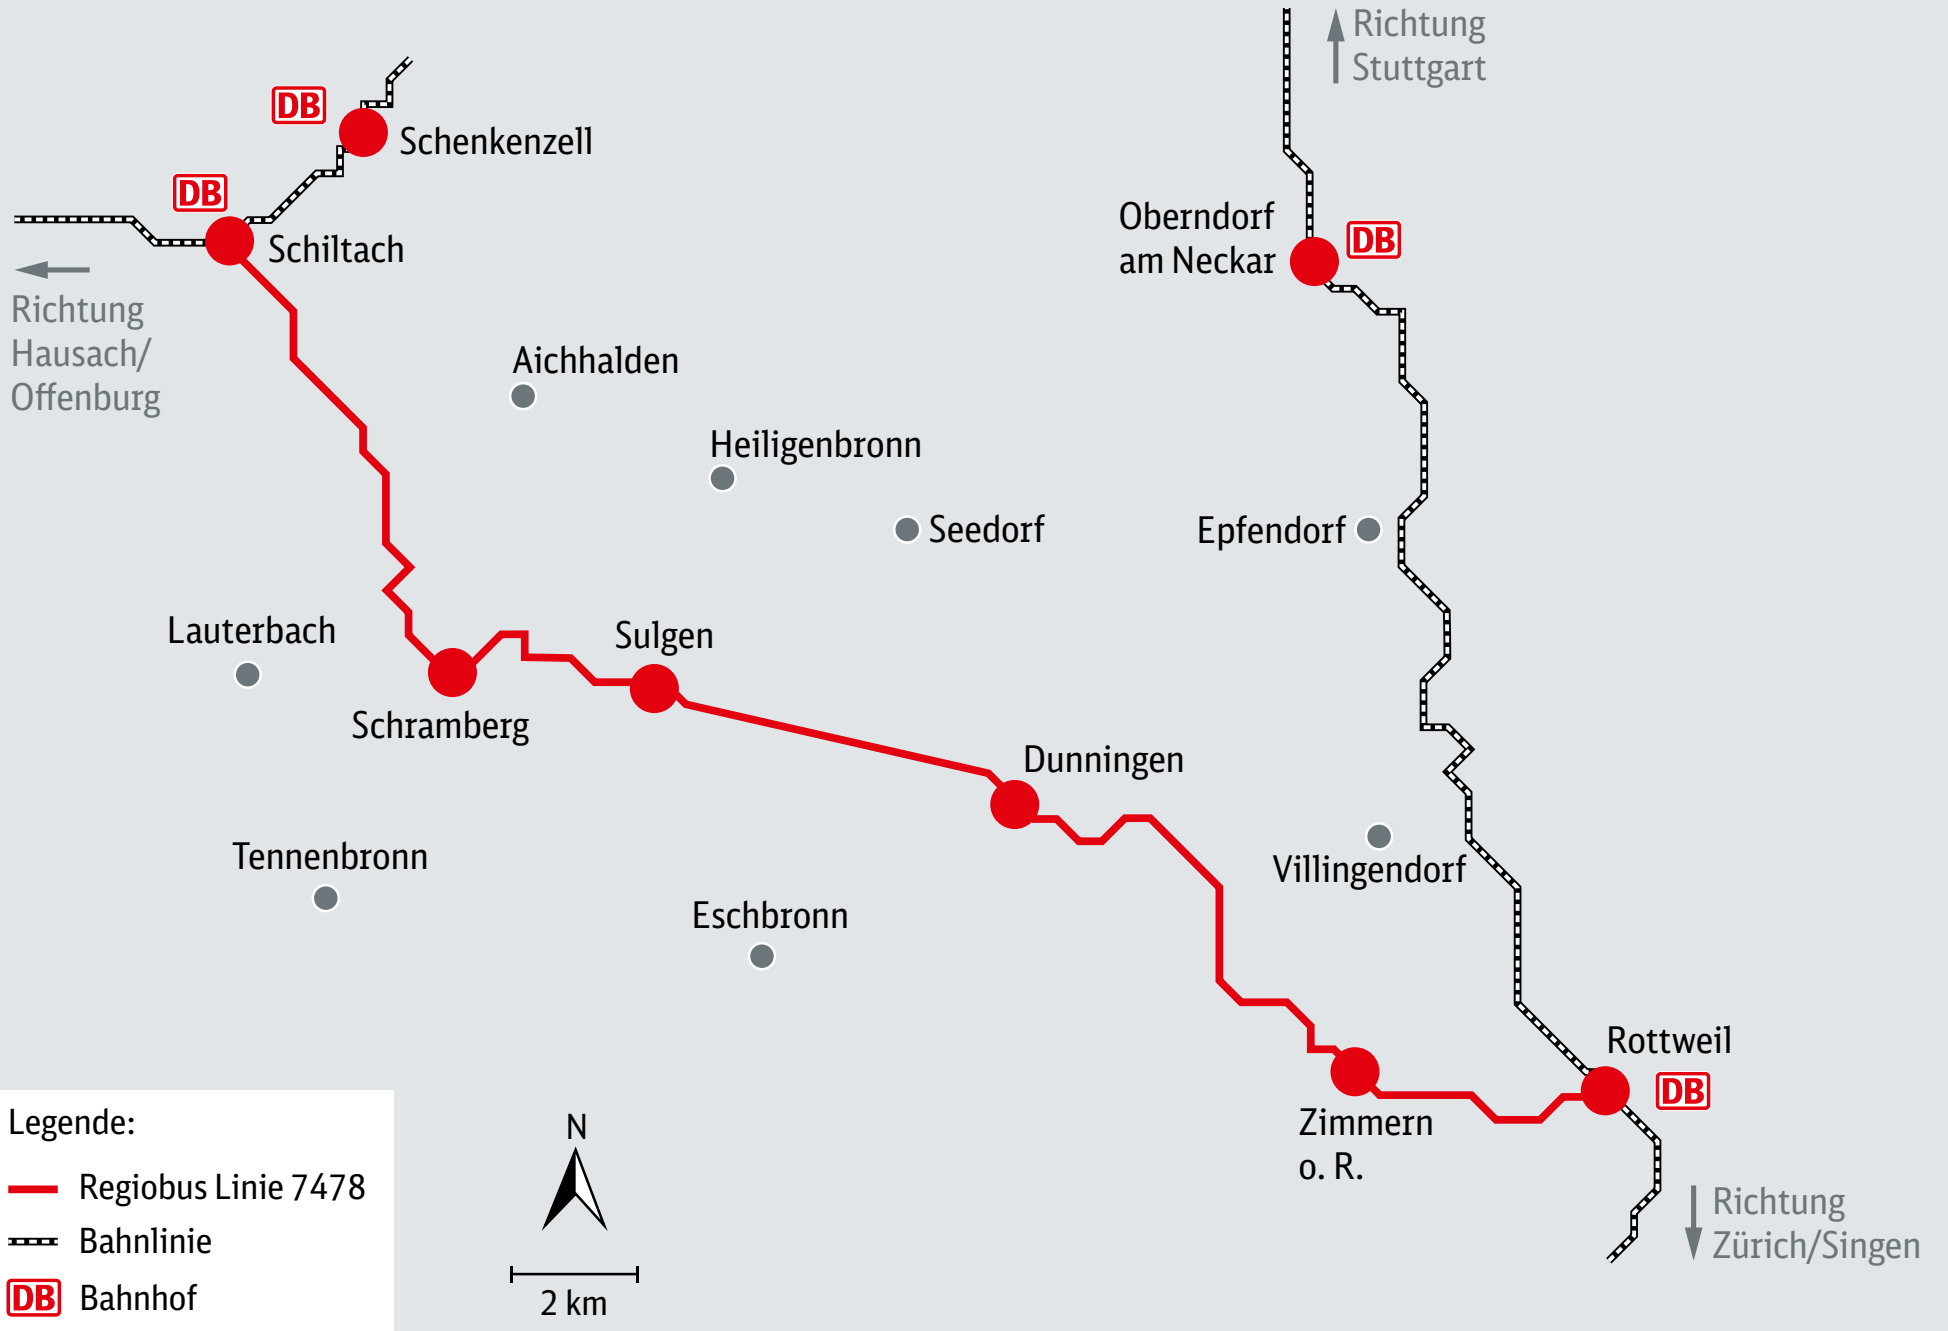 Richtung
Stuttgart
DB
Schenkenzell
DB
Schiltach
Oberndorf
am Neckar
DB
Richtung
Hausach/
Offenburg
Aichhalden
Heiligenbronn
Seedorf
Epfendorf
Lauterbach
Sulgen
Schramberg
Dunningen
Tennenbronn
Villingendorf
Eschbronn
Rottweil
DB
Zimmern
o. R.
Richtung
Zürich/Singen
Legende:
Regiobus Linie 7478
Bahnlinie
DB Bahnhof
N
2 km